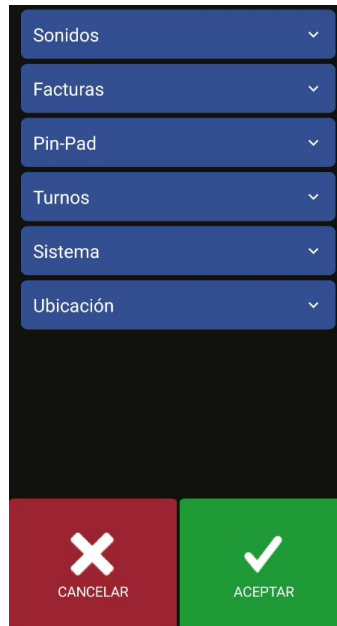 Sonidos
Facturas
Pin-Pad
Turnos
Sistema
Ubicación
CANCELAR
ACEPTAR